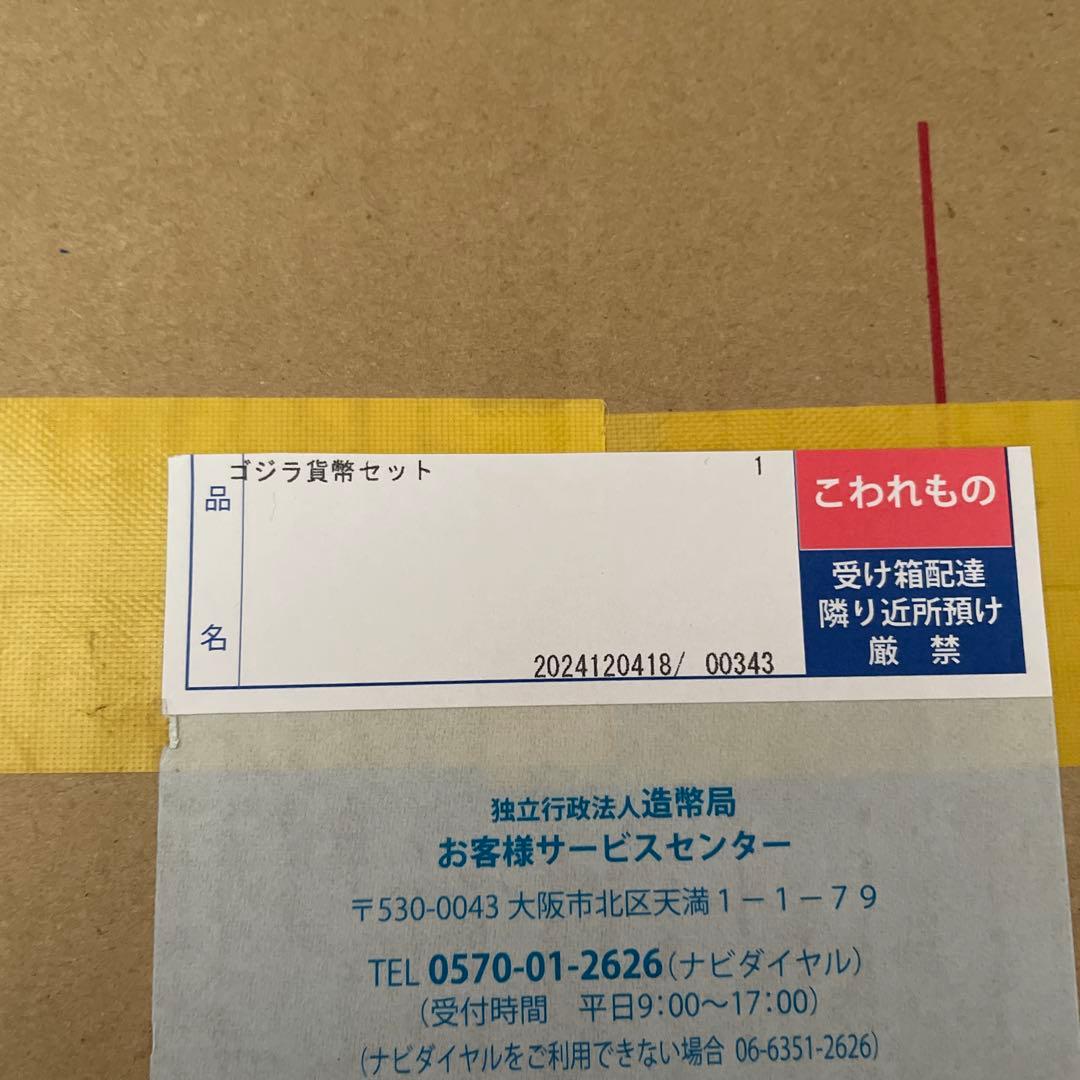 ゴジラ貨幣セット 1
品名
2024120418/ 00343
こわれもの
受け箱配達
隣り近所預け
厳 禁
独立行政法人造幣局
お客様サービスセンター
〒530-0043 大阪市北区天満1－1－79
TEL 0570-01-2626(ナビダイヤル)
(受付時間 平日9:00〜17:00)
(ナビダイヤルをご利用できない場合 06-6351-2626)